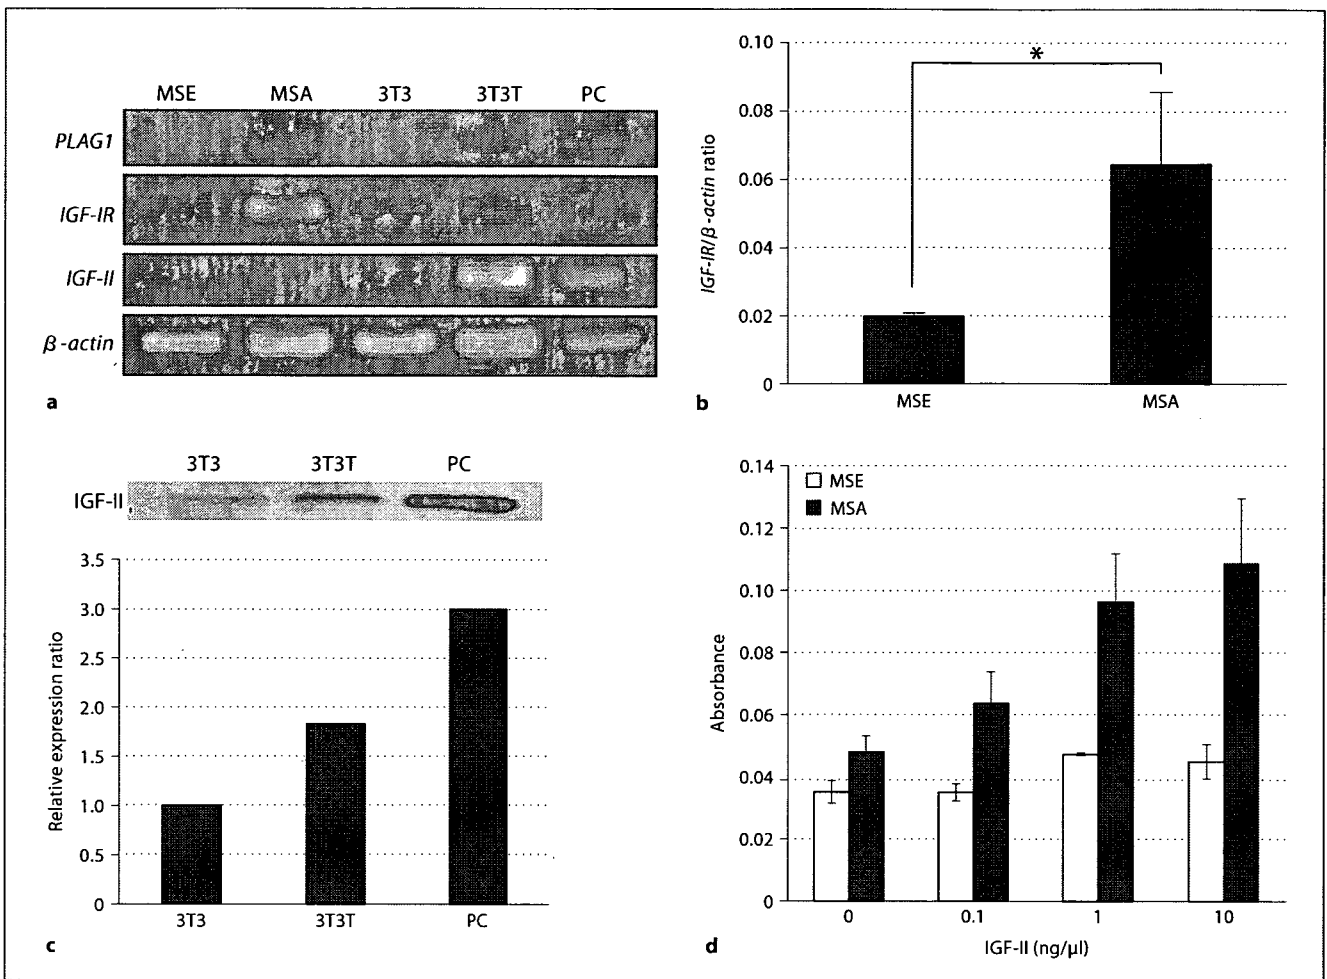 MSE MSA 3T3 3T3T PC
PLAG1
IGF-IR
IGF-II
β-actin
a
0.10
0.08
0.06
0.04
0.02
0
IGF-IR/β-actin ratio
*
MSE MSA
b
3T3 3T3T PC
IGF-II
3.5
3.0
2.5
2.0
1.5
1.0
0.5
0
Relative expression ratio
3T3 3T3T PC
c
0.14
0.12
0.10
0.08
0.06
0.04
0.02
0
Absorbance
MSE
MSA
0 0.1 1 10
IGF-II (ng/µl)
d